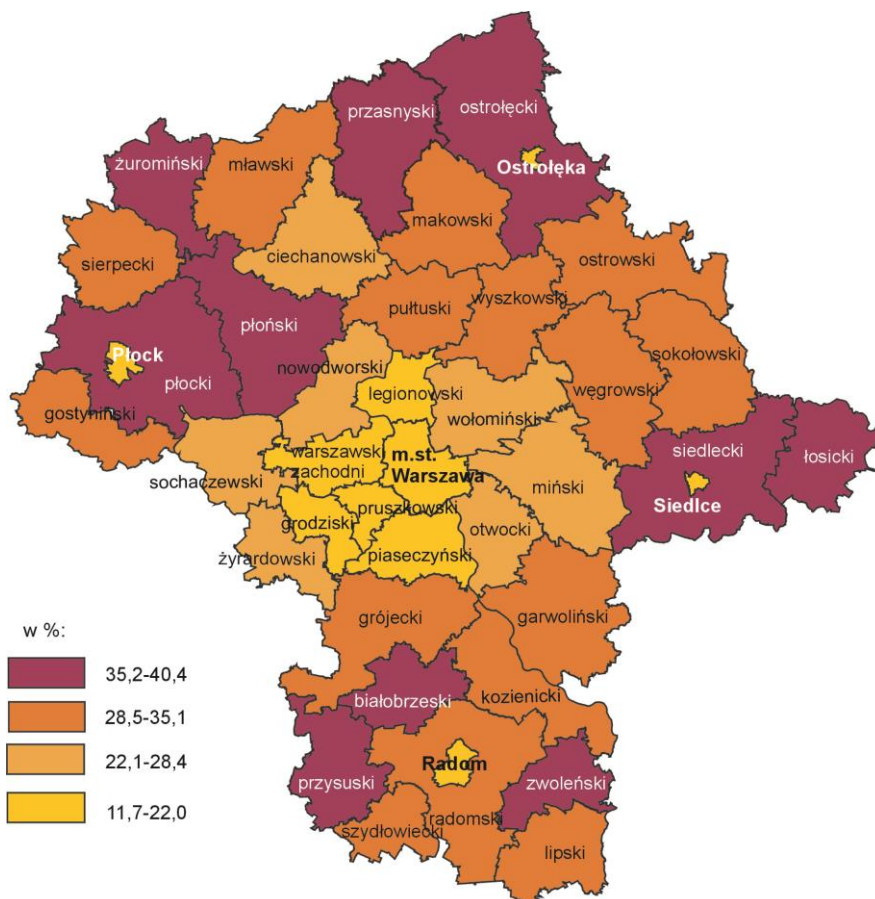 ostrołęcki
przasnyski
żuromiński
mławski
Ostrołęka
makowski
ciechanowski
sierpecki
ostrowski
pułtuski
wyszkowski
płoński
Płock
sokołowski
nowodworski
płocki
legionowski
węgrowski
gostyniński
wołomiński
siedlecki
warszawski
zachodni
m.st.
Warszawa
łosicki
sochaczewski
miński
Siedlce
pruszkowski
grodziski
otwocki
piaseczyński
żyrardowski
grójecki
garwoliński
w %:
35,2-40,4
białobrzeski
kozienicki
28,5-35,1
22,1-28,4
Radom
przysuski
zwoleński
11,7-22,0
radomski
szydłowiecki
lipski